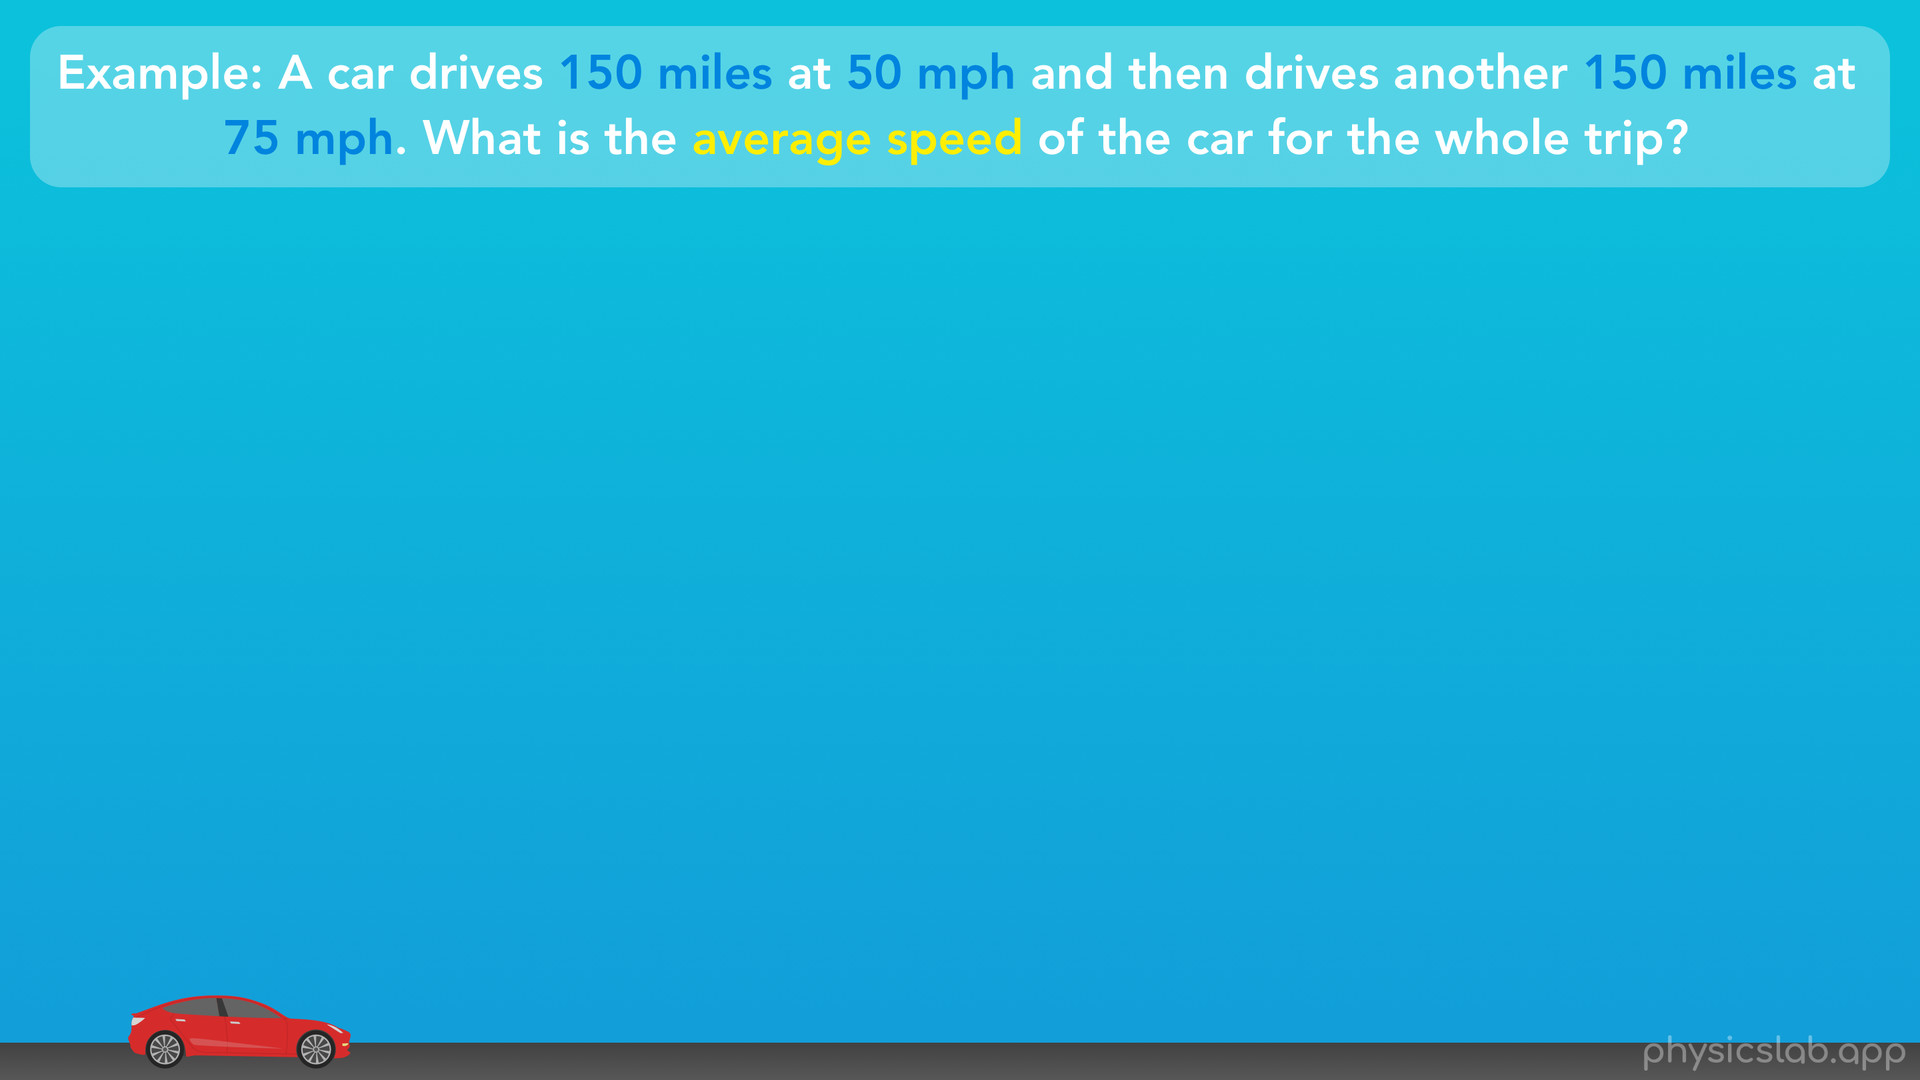 Example: A car drives 150 miles at 50 mph and then drives another 150 miles at
75 mph. What is the average speed of the car for the whole trip?
physicslab.app